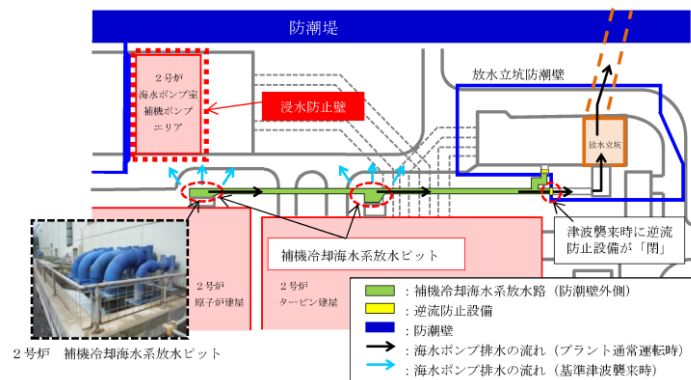 防潮堤
2号炉
海水ポンプ室
補機ポンプ
エリア
浸水防止壁
放水立坑防潮壁
放水立坑
補機冷却海水系放水ピット
津波襲来時に逆流
防止設備が「閉」
2号炉
原子炉建屋
2号炉
タービン建屋
2号炉 補機冷却海水系放水ピット
:補機冷却海水系放水路(防潮壁外側)
:逆流防止設備
:防潮壁
:海水ポンプ排水の流れ(プラント通常運転時)
:海水ポンプ排水の流れ(基準津波襲来時)